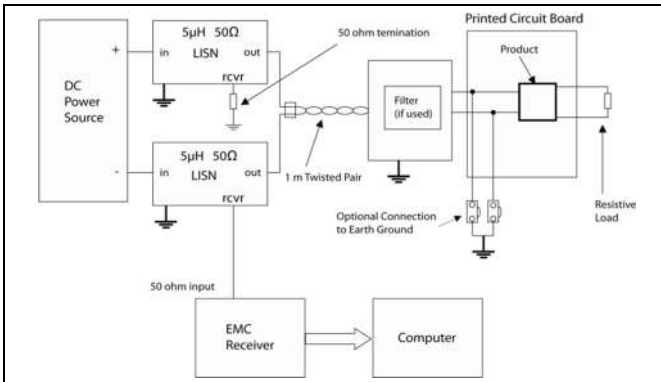 Printed Circuit Board
5µH 50Ω
LISN
in
out
rcvr
50 ohm temination
Product
+
DC
Power
Source
-
Filter
(if used)
5µH 50Ω
LISN
in
out
rcvr
1 m Twisted Pair
Resistive
Load
Optional Connection
to Earth Ground
50 ohm input
EMC
Receiver
Computer